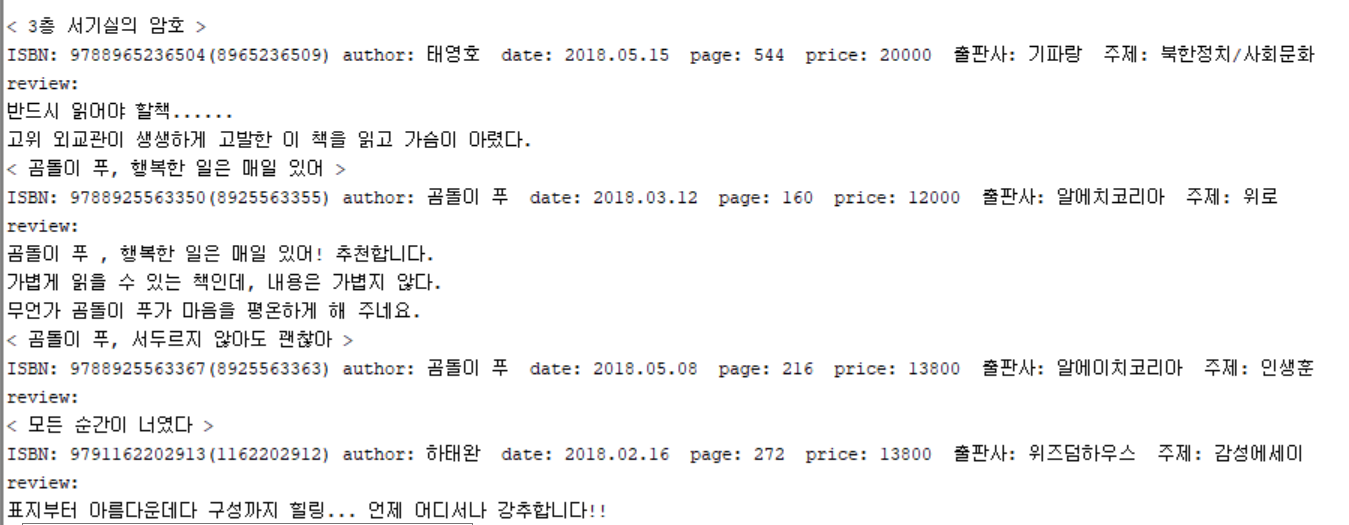 < 3층 서기실의 암호 >
ISBN: 9788965236504(8965236509) author: 태영호 date: 2018.05.15 page: 544 price: 20000 출판사: 기파랑 주제: 북한정치/사회문화
review:
반드시 읽어야 할책......
고위 외교관이 생생하게 고발한 이 책을 읽고 가슴이 아렸다.
< 곰돌이 푸, 행복한 일은 매일 있어 >
ISBN: 9788925563350(8925563355) author: 곰돌이 푸 date: 2018.03.12 page: 160 price: 12000 출판사: 알에치코리아 주제: 위로
review:
곰돌이 푸 , 행복한 일은 매일 있어! 추천합니다.
가볍게 읽을 수 있는 책인데, 내용은 가볍지 않다.
무언가 곰돌이 푸가 마음을 평온하게 해 주네요.
< 곰돌이 푸, 서두르지 않아도 괜찮아 >
ISBN: 9788925563367(8925563363) author: 곰돌이 푸 date: 2018.05.08 page: 216 price: 13800 출판사: 알에이치코리아 주제: 인생훈
review:
< 모든 순간이 너였다 >
ISBN: 9791162202913(1162202912) author: 하태완 date: 2018.02.16 page: 272 price: 13800 출판사: 위즈덤하우스 주제: 감성에세이
review:
표지부터 아름다운데다 구성까지 힐링... 언제 어디서나 강추합니다!!